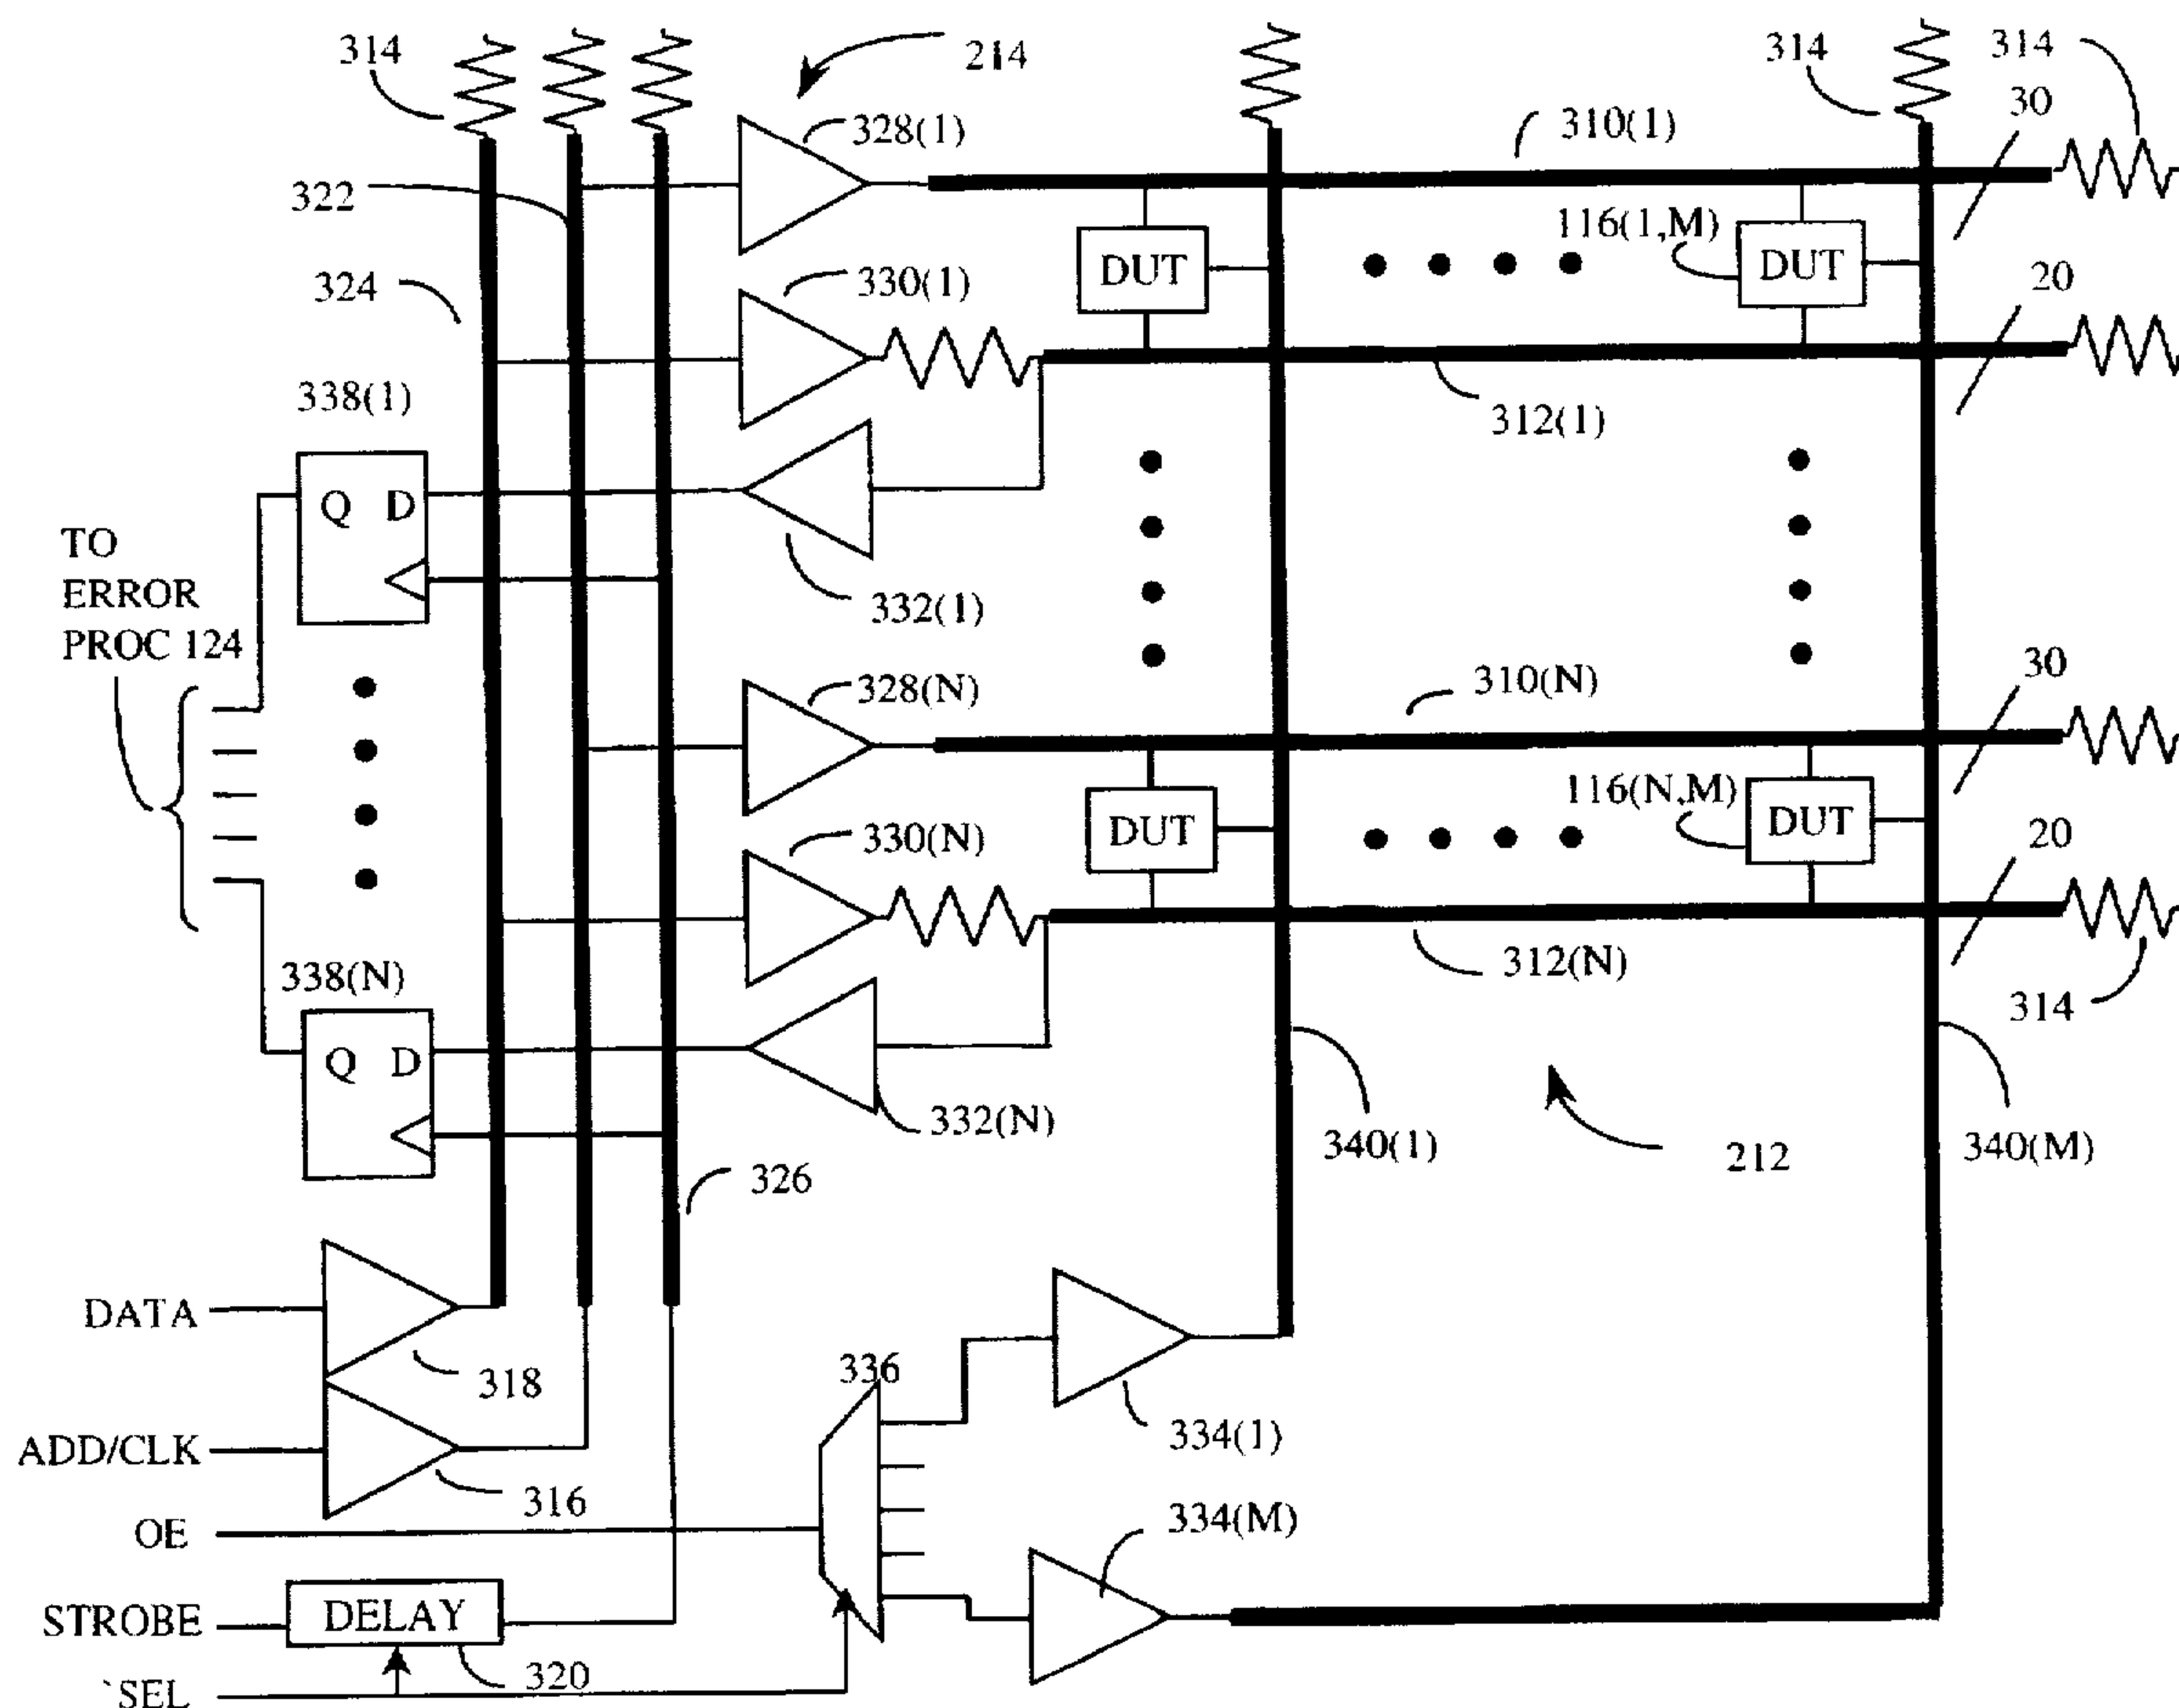 314
214
314
314
30
328(1)
310(1)
322
116(1,M)
DUT
DUT
324
330(1)
20
338(1)
312(1)
Q D
TO
ERROR
PROC 124
332(1)
328(N)
310(N)
30
116(N,M)
DUT
DUT
330(N)
20
338(N)
312(N)
314
Q D
332(N)
340(1)
212
340(M)
326
DATA
318
336
334(1)
ADD/CLK
316
334(M)
OE
STROBE
DELAY
320
`SEL